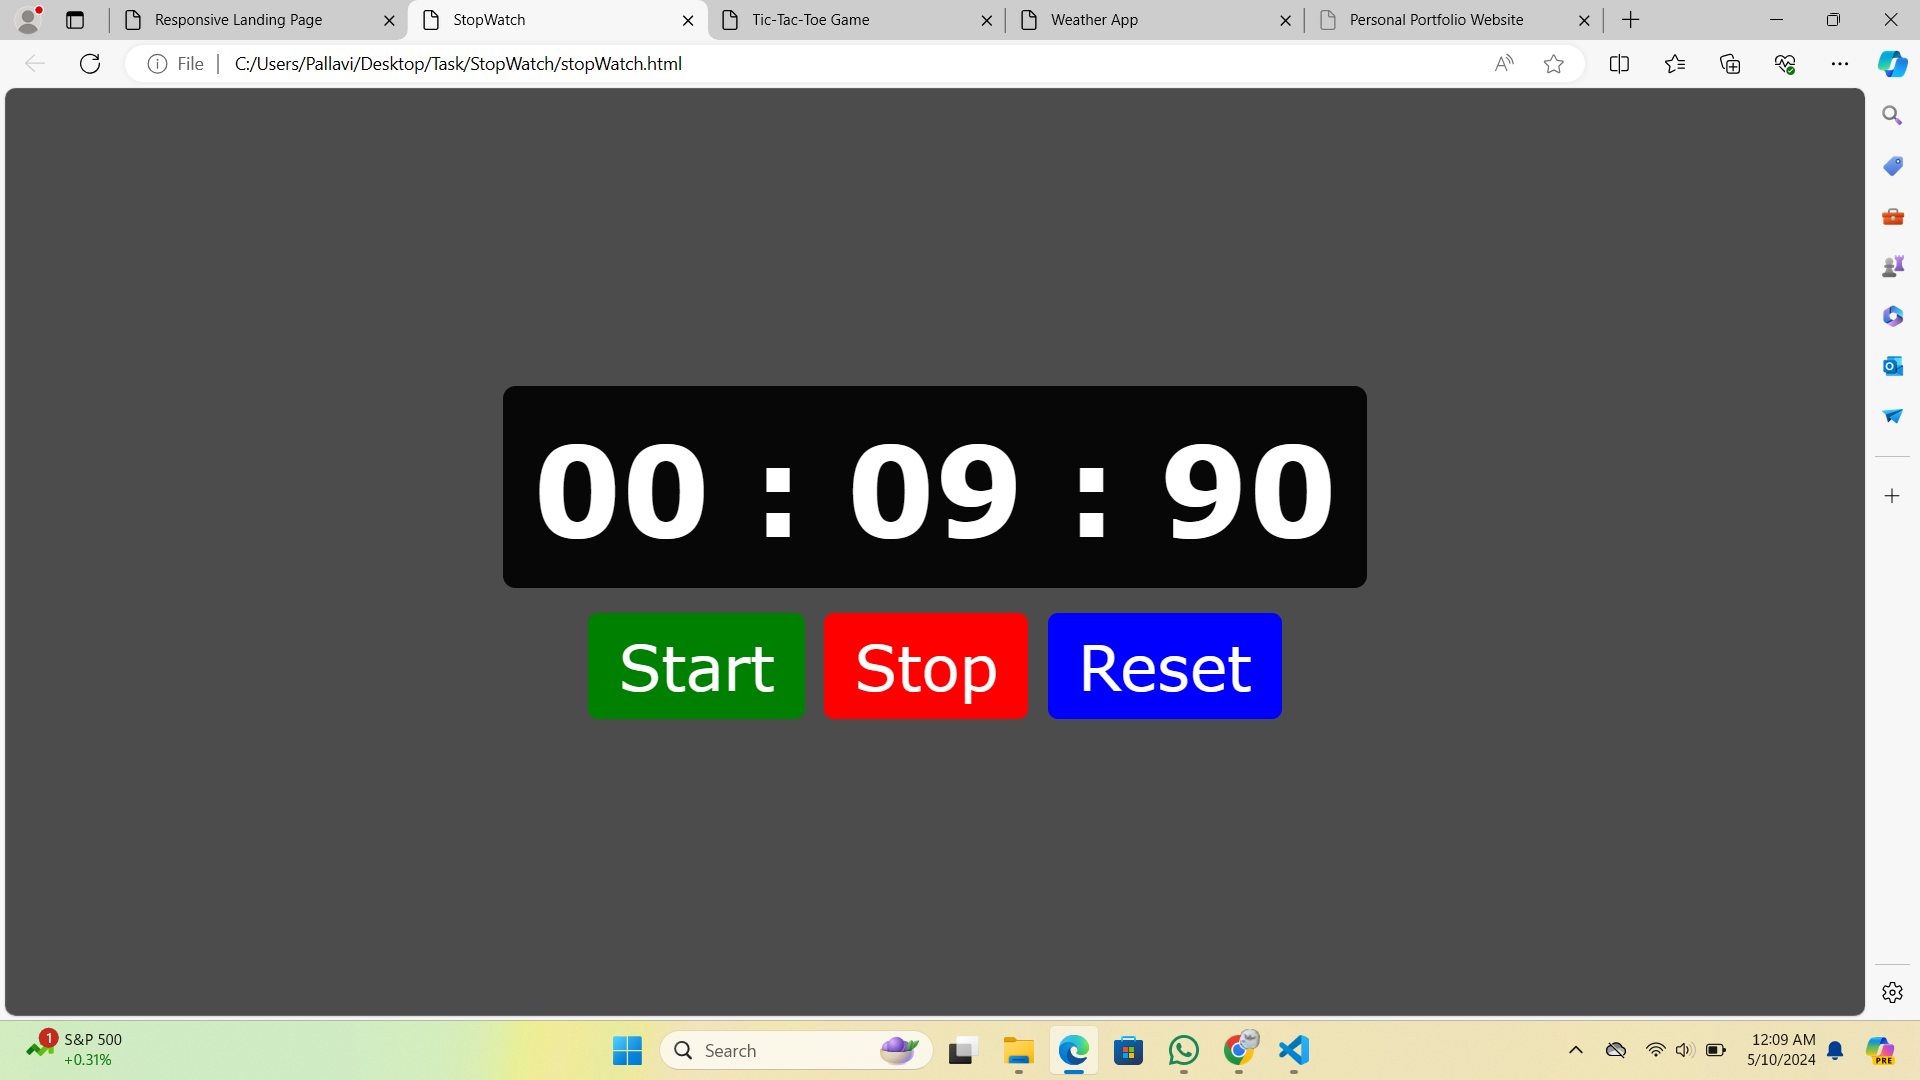 Responsive Landing Page
StopWatch
Tic-Tac-Toe Game
Weather App
Personal Portfolio Website
File
C:/Users/Pallavi/Desktop/Task/StopWatch/stopWatch.html
00 : 09 : 90
Start
Stop
Reset
1
S&P 500
+0.31%
Search
12:09 AM
5/10/2024
PRE